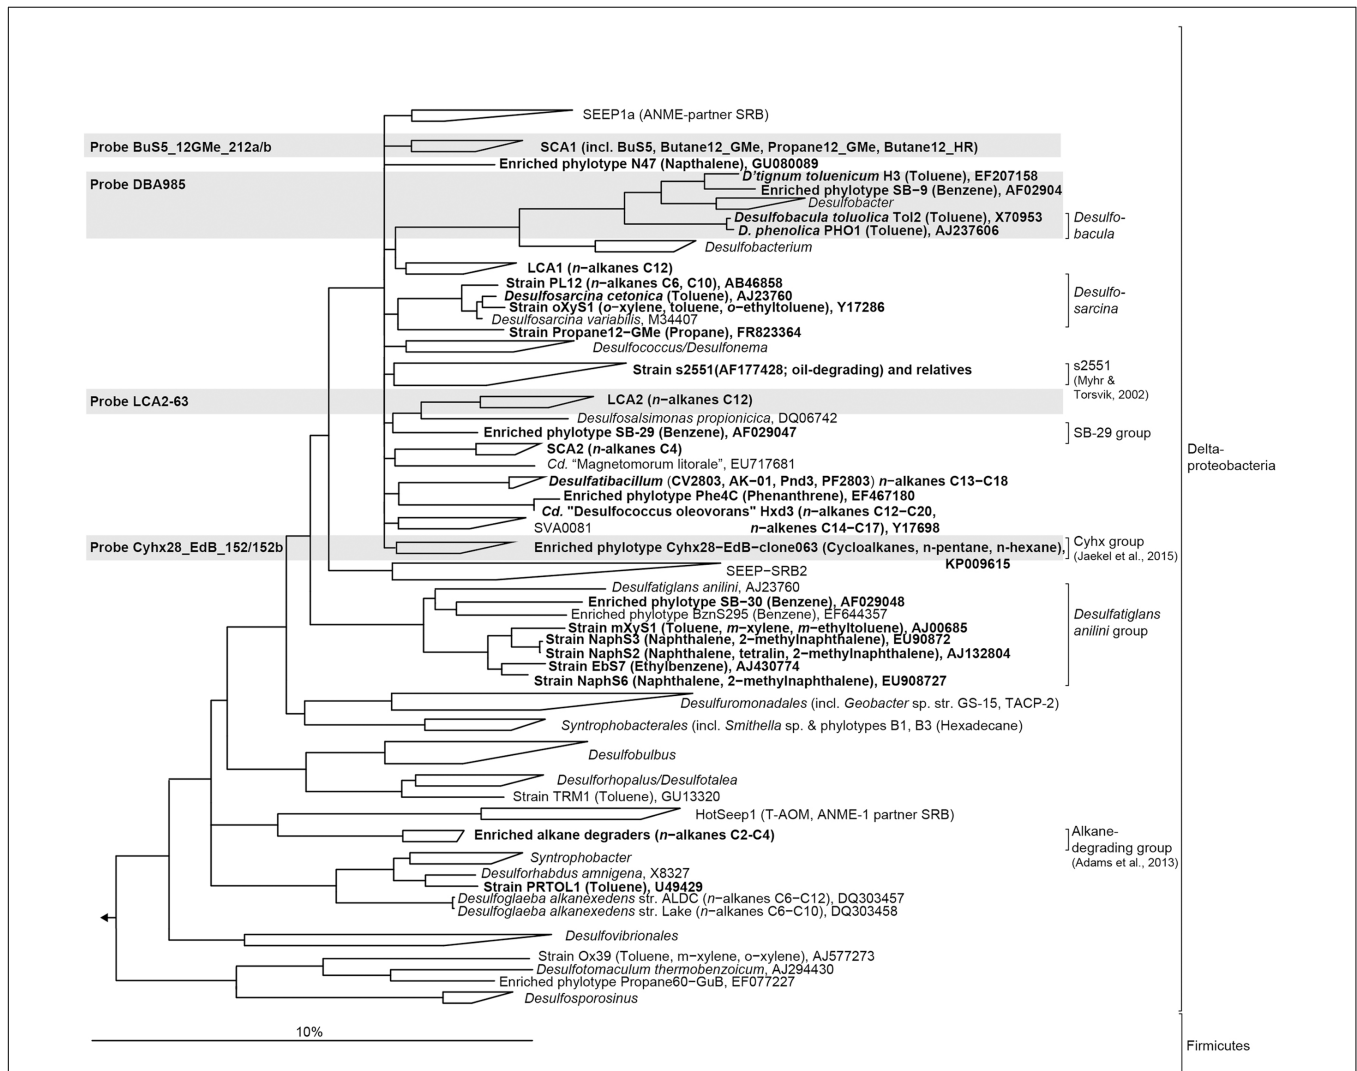 SEEP1a (ANME-partner SRB)
Probe BuS5_12GMe_212a/b
SCA1 (incl. BuS5, Butane12_GMe, Propane12_GMe, Butane12_HR)
Enriched phylotype N47 (Napthalene), GU080089
Probe DBA985
D'tignum toluenicum H3 (Toluene), EF207158
Enriched phylotype SB-9 (Benzene), AF02904
Desulfobacter
Desulfobacula toluolica Tol2 (Toluene), X70953
D. phenolica PHO1 (Toluene), AJ237606
Desulfo-
bacula
Desulfobacterium
LCA1 (n-alkanes C12)
Strain PL12 (n-alkanes C6, C10), AB46858
Desulfosarcina cetonica (Toluene), AJ23760
Strain oXyS1 (o-xylene, toluene, o-ethyltoluene), Y17286
Desulfosarcina variabilis, M34407
Strain Propane12-GMe (Propane), FR823364
Desulfo-
sarcina
Desulfococcus/Desulfonema
Strain s2551(AF177428; oil-degrading) and relatives
s2551
(Myhr &
Torsvik, 2002)
Probe LCA2-63
LCA2 (n-alkanes C12)
Desulfosalsimonas propionicica, DQ06742
Enriched phylotype SB-29 (Benzene), AF029047
SB-29 group
SCA2 (n-alkanes C4)
Cd. "Magnetomorum litorale", EU717681
Desulfatibacillum (CV2803, AK-01, Pnd3, PF2803) n-alkanes C13-C18
Enriched phylotype Phe4C (Phenanthrene), EF467180
Cd. "Desulfococcus oleovorans" Hxd3 (n-alkanes C12-C20,
n-alkenes C14-C17), Y17698
SVA0081
Probe Cyhx28_EdB_152/152b
Enriched phylotype Cyhx28-EdB-clone063 (Cycloalkanes, n-pentane, n-hexane),
KP009615
Cyhx group
(Jaekel et al., 2015)
SEEP-SRB2
Desulfatiglans anilini, AJ23760
Enriched phylotype SB-30 (Benzene), AF029048
Enriched phylotype BznS295 (Benzene), EF644357
Strain mXyS1 (Toluene, m-xylene, m-ethyltoluene), AJ00685
Strain NaphS3 (Naphthalene, 2-methylnaphthalene), EU90872
Strain NaphS2 (Naphthalene, tetralin, 2-methylnaphthalene), AJ132804
Strain EbS7 (Ethylbenzene), AJ430774
Strain NaphS6 (Naphthalene, 2-methylnaphthalene), EU908727
Desulfatiglans
anilini group
Desulfuromonadales (incl. Geobacter sp. str. GS-15, TACP-2)
Syntrophobacterales (incl. Smithella sp. & phylotypes B1, B3 (Hexadecane)
Desulfobulbus
Desulforhopalus/Desulfotalea
Strain TRM1 (Toluene), GU13320
HotSeep1 (T-AOM, ANME-1 partner SRB)
Enriched alkane degraders (n-alkanes C2-C4)
Alkane-
degrading group
(Adams et al., 2013)
Syntrophobacter
Desulforhabdus amnigena, X8327
Strain PRTOL1 (Toluene), U49429
Desulfoglaeba alkanexedens str. ALDC (n-alkanes C6-C12), DQ303457
Desulfoglaeba alkanexedens str. Lake (n-alkanes C6-C10), DQ303458
Desulfovibrionales
Strain Ox39 (Toluene, m-xylene, o-xylene), AJ577273
Desulfotomaculum thermobenzoicum, AJ294430
Enriched phylotype Propane60-GuB, EF077227
Desulfosporosinus
Delta-
proteobacteria
10%
Firmicutes